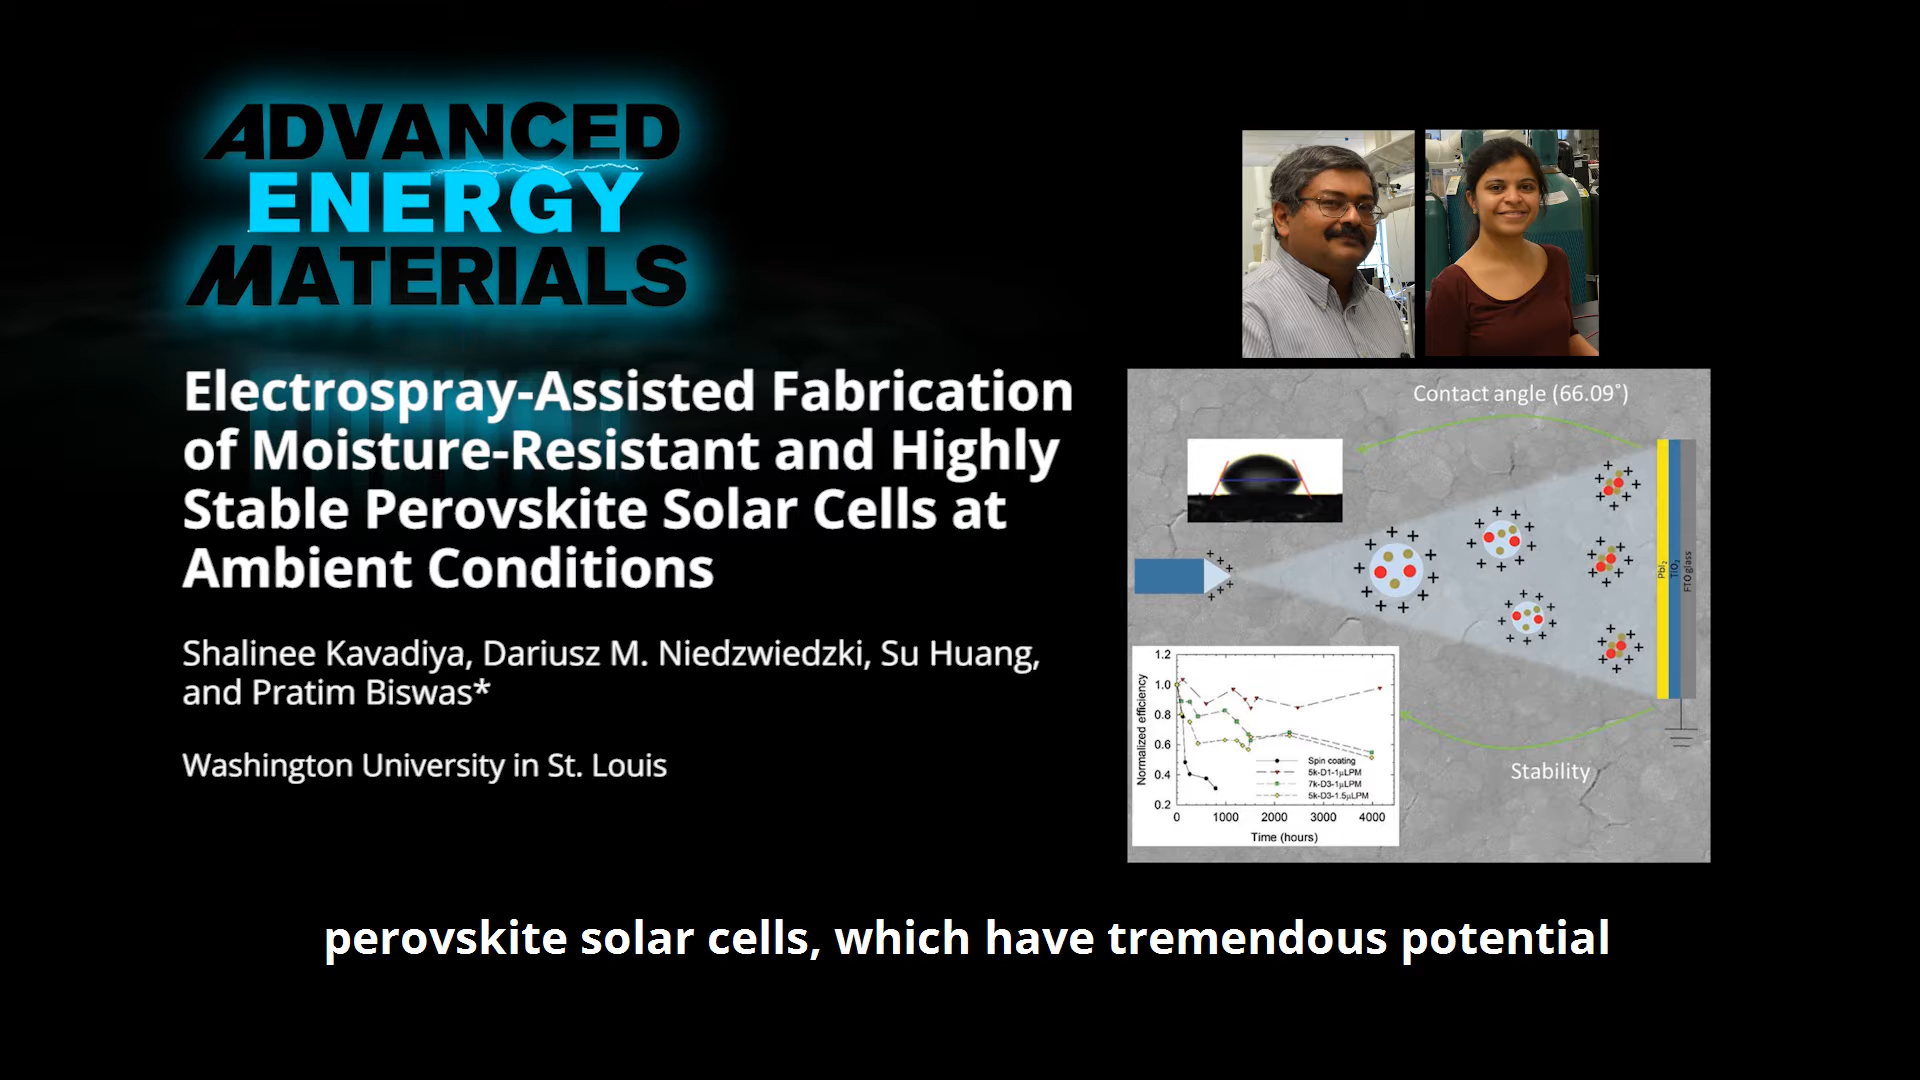 ADVANCED
ENERGY
MATERIALS
Electrospray-Assisted Fabrication
of Moisture-Resistant and Highly
Stable Perovskite Solar Cells at
Ambient Conditions
Shalinee Kavadiya, Dariusz M. Niedzwiedzki, Su Huang,
and Pratim Biswas*
Washington University in St. Louis
Contact angle (66.09˚)
PbI₂
TiO₂
FTO glass
Stability
Normalized efficiency
1.2
1.0
0.8
0.6
0.4
0.2
Spin coating
5k-D1-1µLPM
7k-D3-1µLPM
5k-D3-1.5µLPM
0 1000 2000 3000 4000
Time (hours)
perovskite solar cells, which have tremendous potential